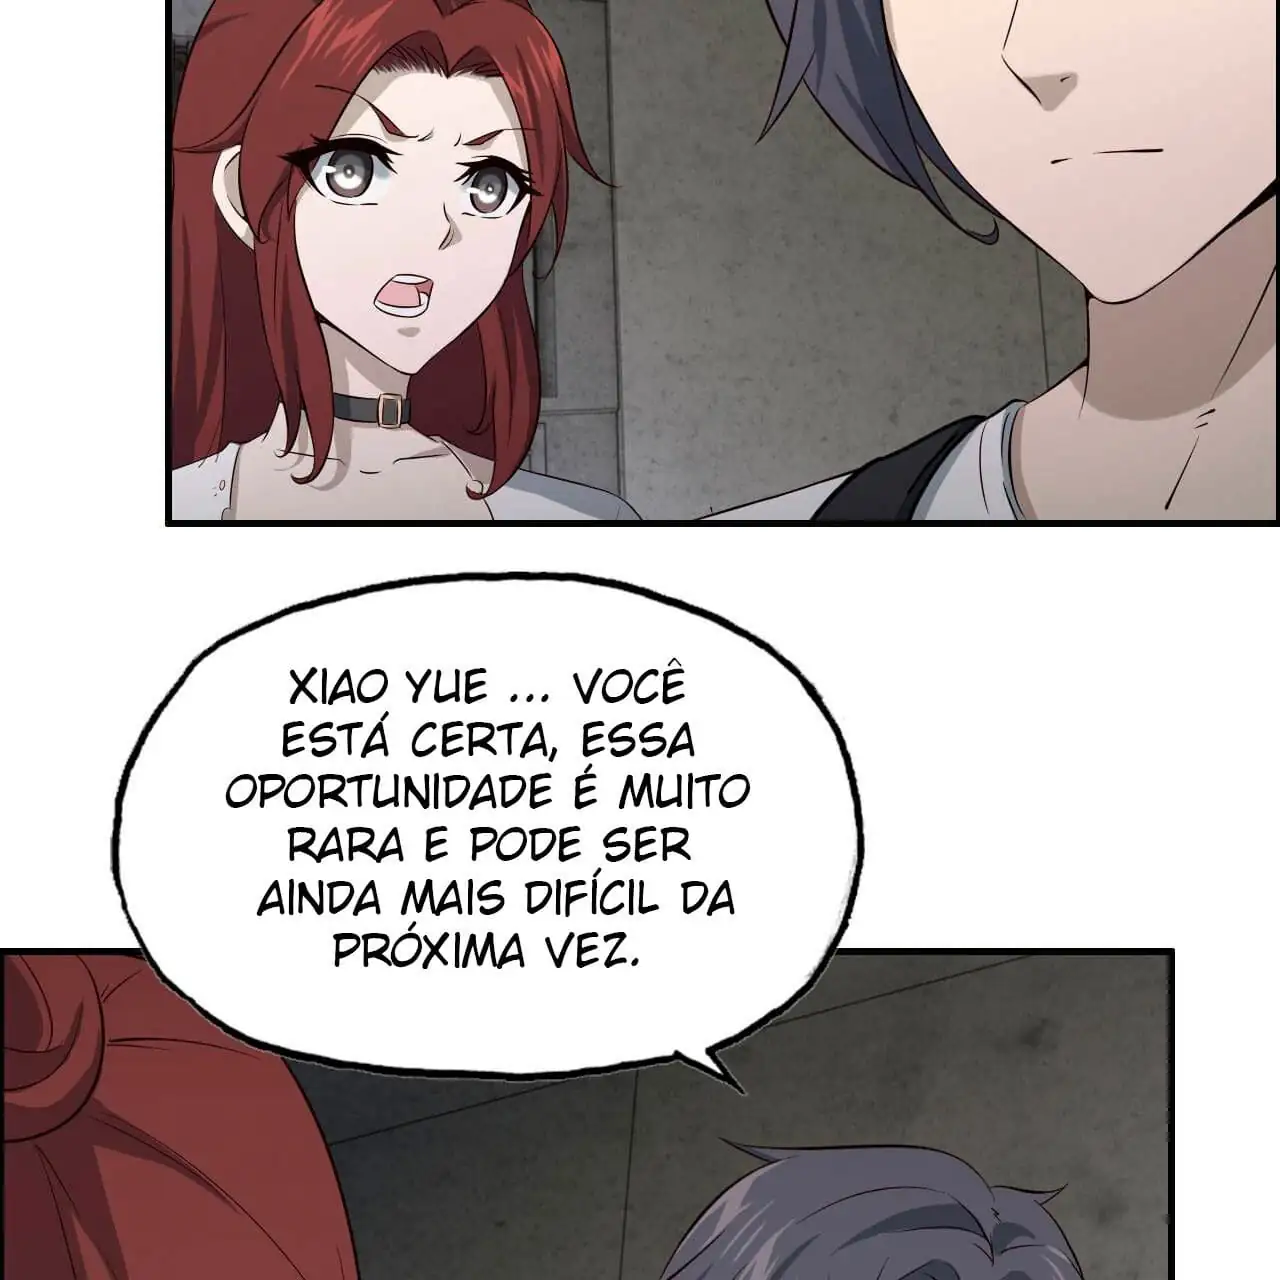 XIAO YUE ... VOCÊ
ESTÁ CERTA, ESSA
OPORTUNIDADE É MUITO
RARA E PODE SER
AINDA MAIS DIFÍCIL DA
PRÓXIMA VEZ.